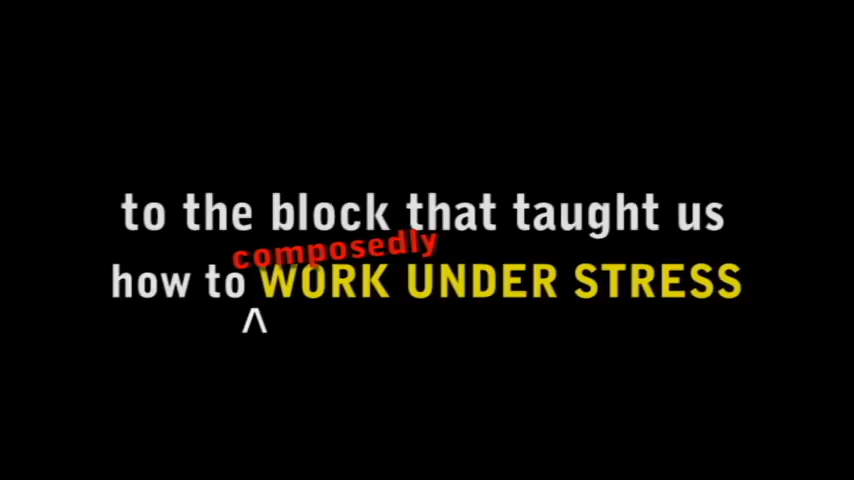 to the block that taught us
composedly
how to WORK UNDER STRESS
^